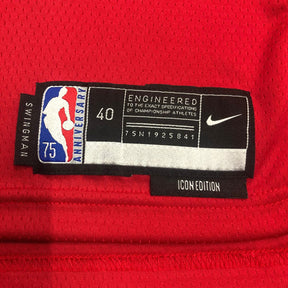 SWINGMAN
ANNIVERSARY
75
40
ENGINEERED
TO THE EXACT SPECIFICATIONS
OF CHAMPIONSHIP ATHLETES
7SN1925841
ICON EDITION